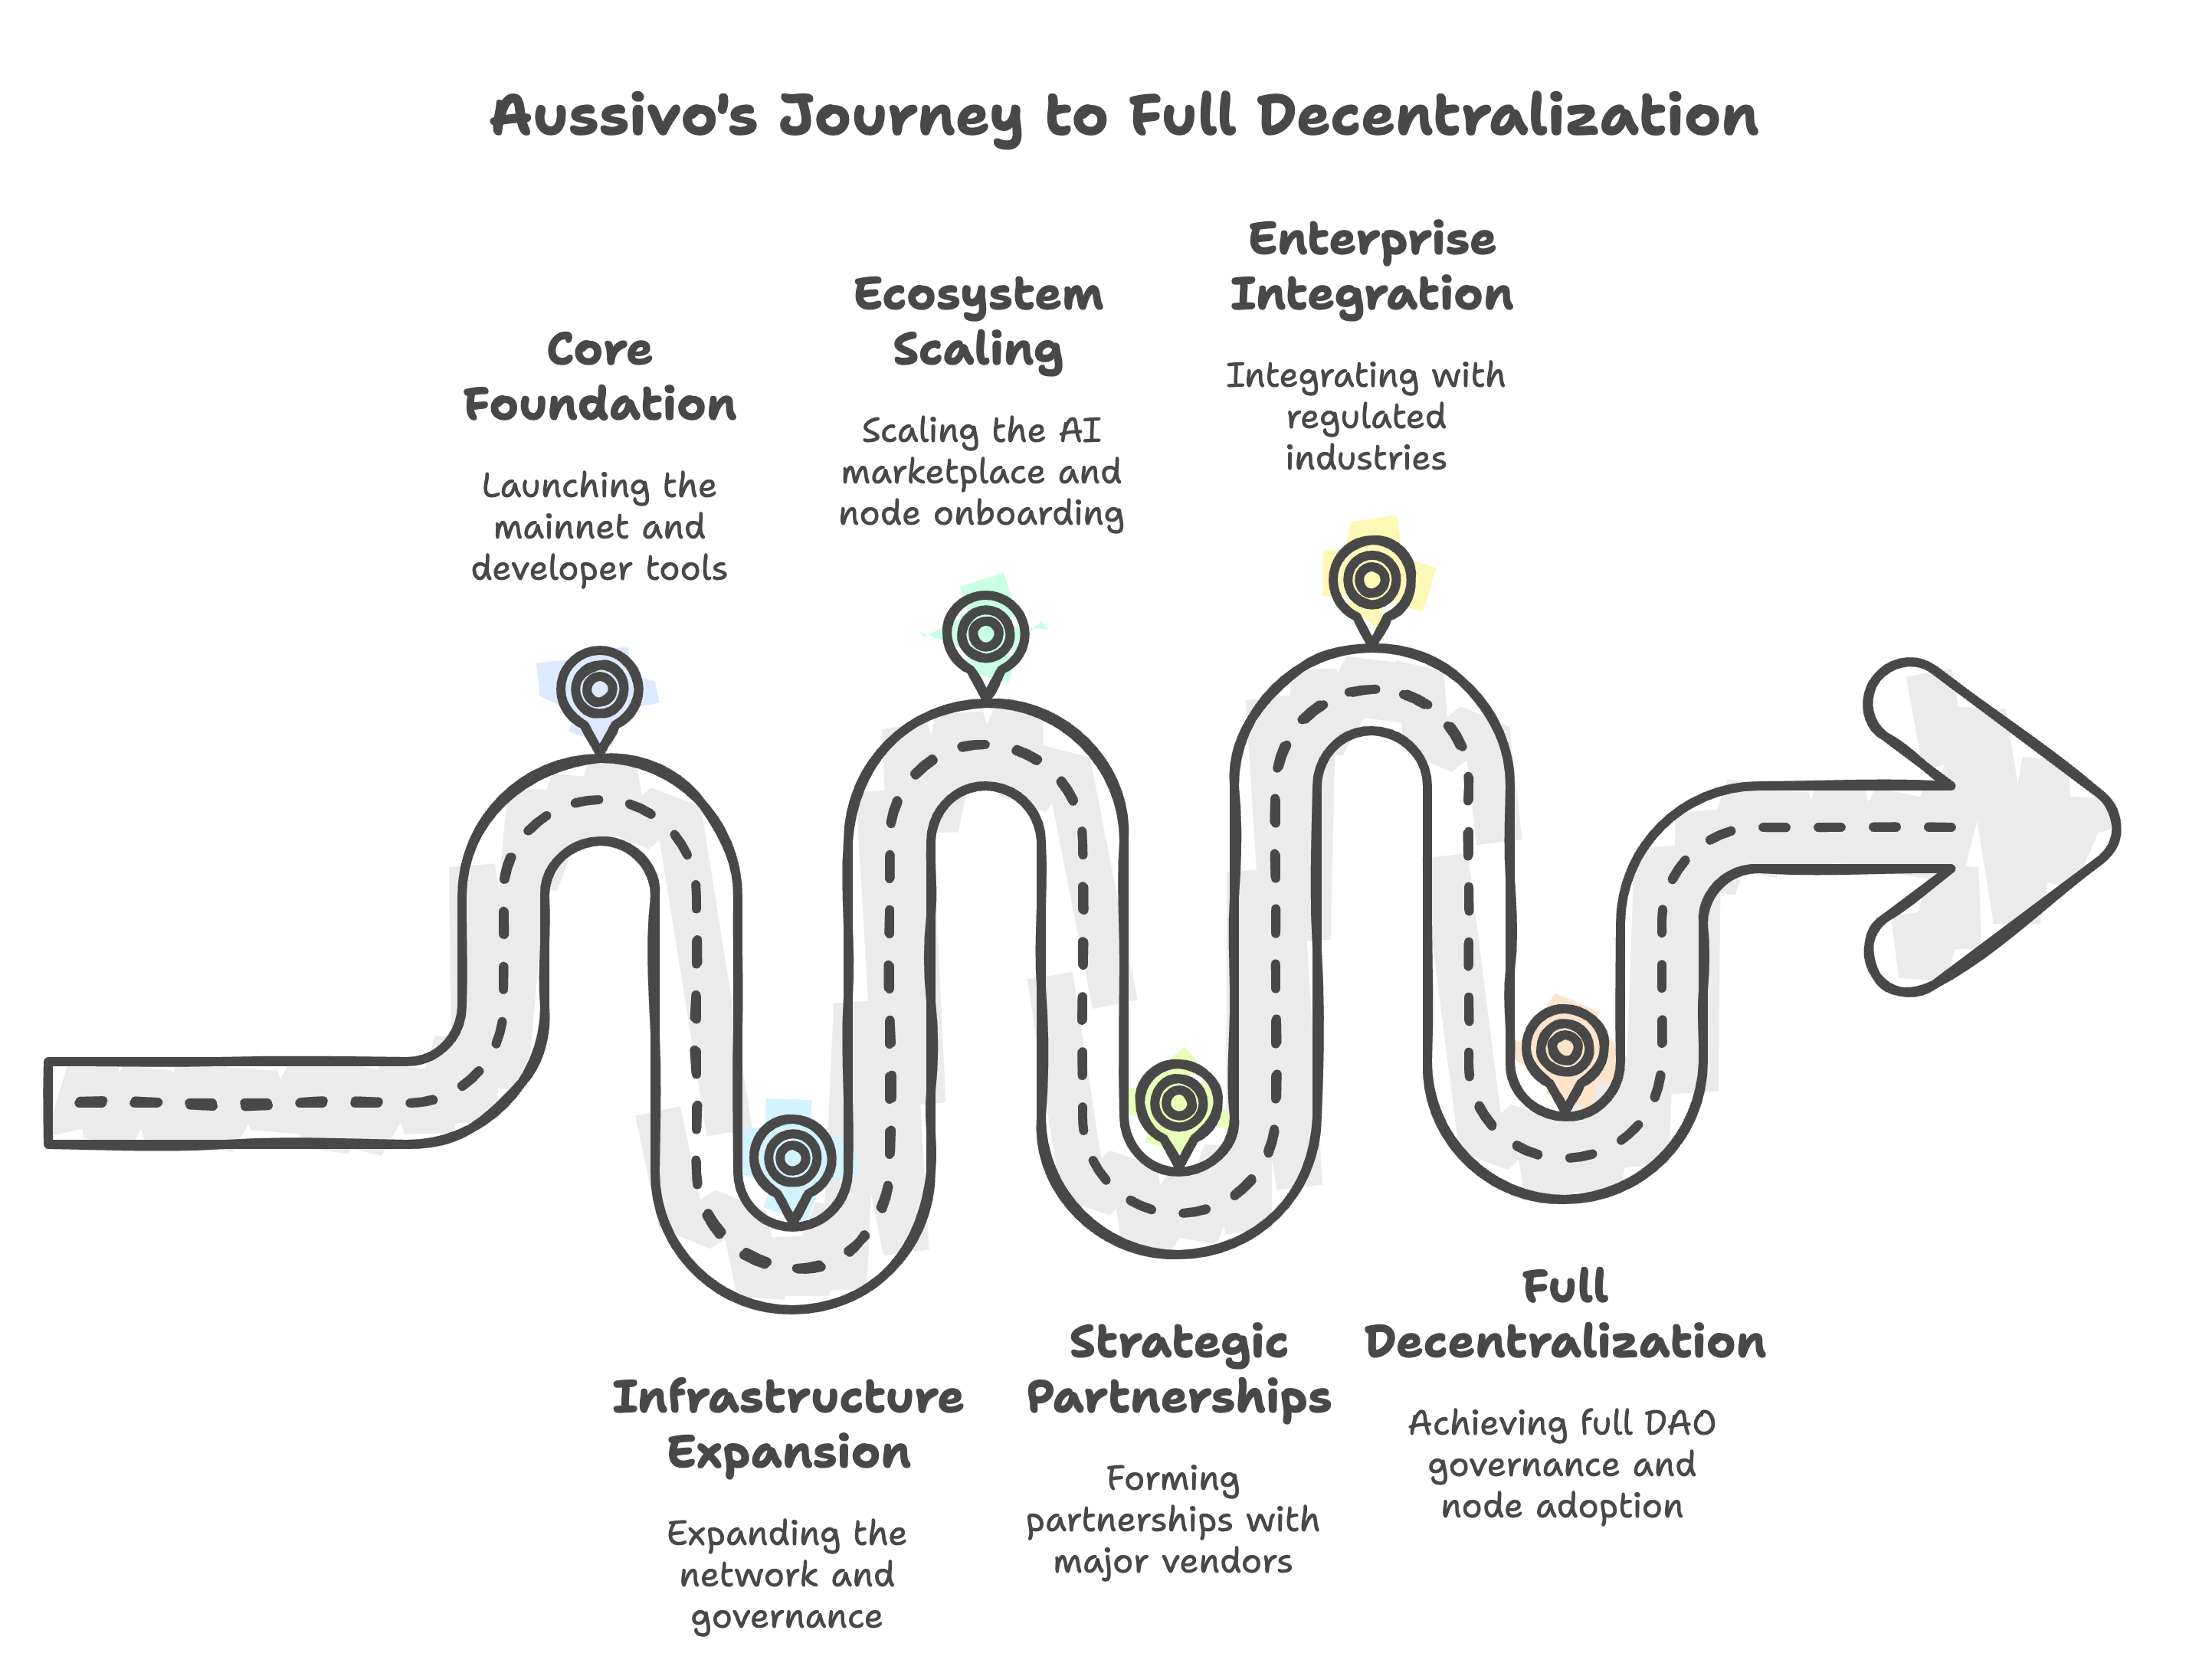 Aussivo's Journey to Full Decentralization
Core
Foundation
Launching the
mainnet and
developer tools
Infrastructure
Expansion
Expanding the
network and
governance
Ecosystem
Scaling
Scaling the AI
marketplace and
node onboarding
Strategic
Partnerships
Forming
partnerships with
major vendors
Enterprise
Integration
Integrating with
regulated
industries
Full
Decentralization
Achieving full DAO
governance and
node adoption